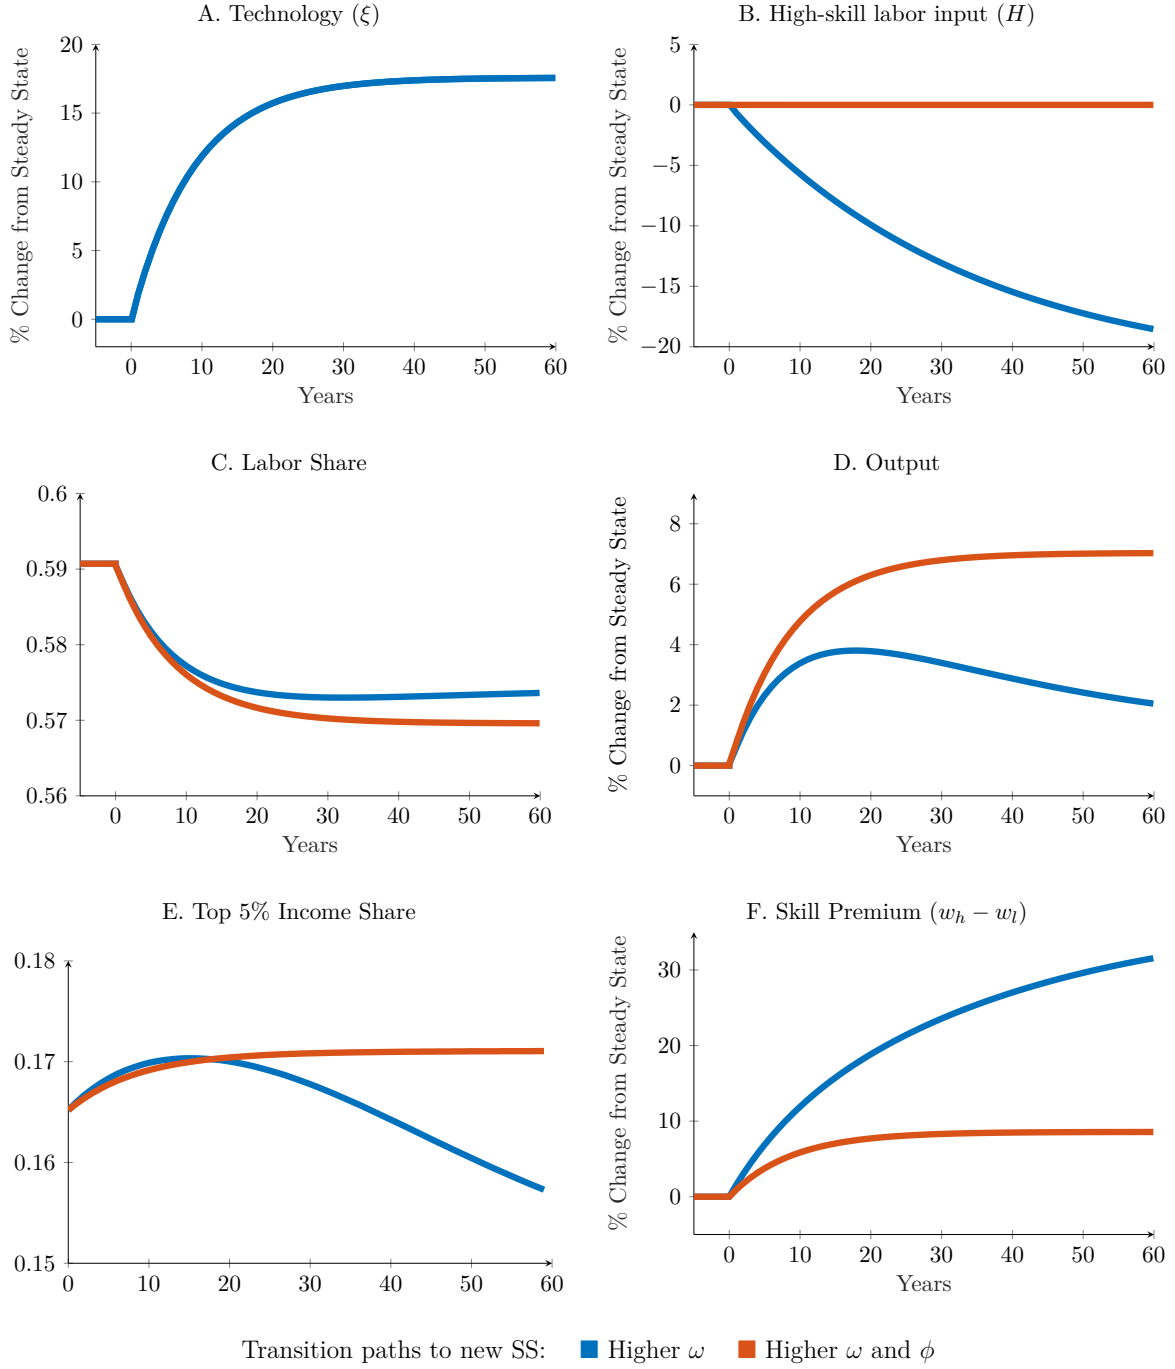 A. Technology (ξ)
% Change from Steady State
20
15
10
5
0
0 10 20 30 40 50 60
Years
B. High-skill labor input (H)
% Change from Steady State
5
0
−5
−10
−15
−20
0 10 20 30 40 50 60
Years
C. Labor Share
0.6
0.59
0.58
0.57
0.56
0 10 20 30 40 50 60
Years
D. Output
% Change from Steady State
8
6
4
2
0
0 10 20 30 40 50 60
Years
E. Top 5% Income Share
0.18
0.17
0.16
0.15
0 10 20 30 40 50 60
F. Skill Premium (w_h − w_l)
% Change from Steady State
30
20
10
0
0 10 20 30 40 50 60
Years
Transition paths to new SS: Higher ω Higher ω and ϕ